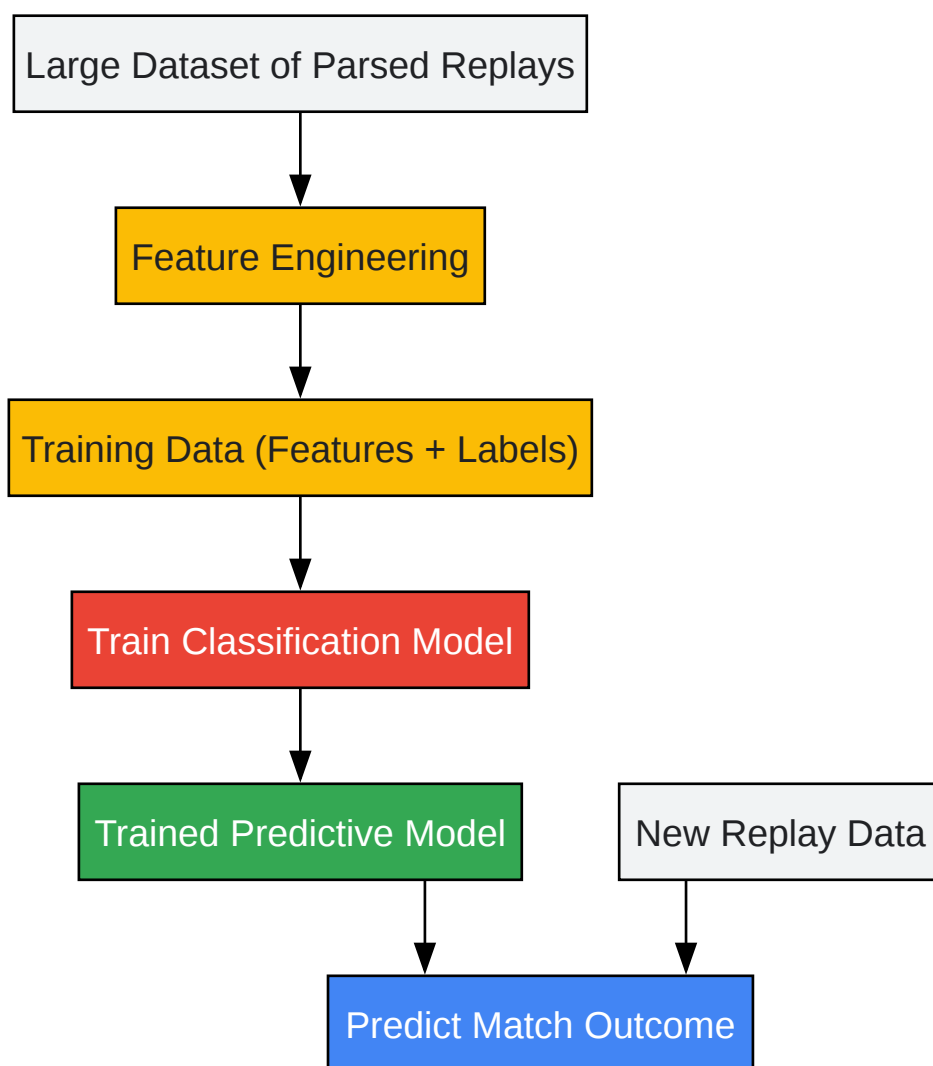 Large Dataset of Parsed Replays
Feature Engineering
Training Data (Features + Labels)
Train Classification Model
Trained Predictive Model
New Replay Data
Predict Match Outcome